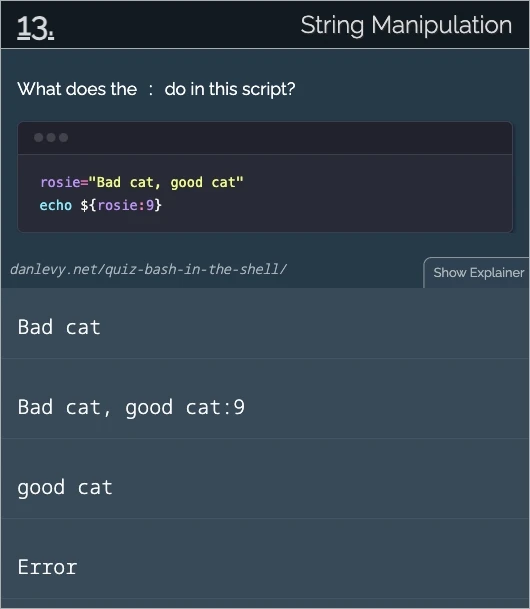 13.
String Manipulation
What does the : do in this script?
rosie="Bad cat, good cat"
echo ${rosie:9}
danlevy.net/quiz-bash-in-the-shell/
Show Explainer
Bad cat
Bad cat, good cat:9
good cat
Error